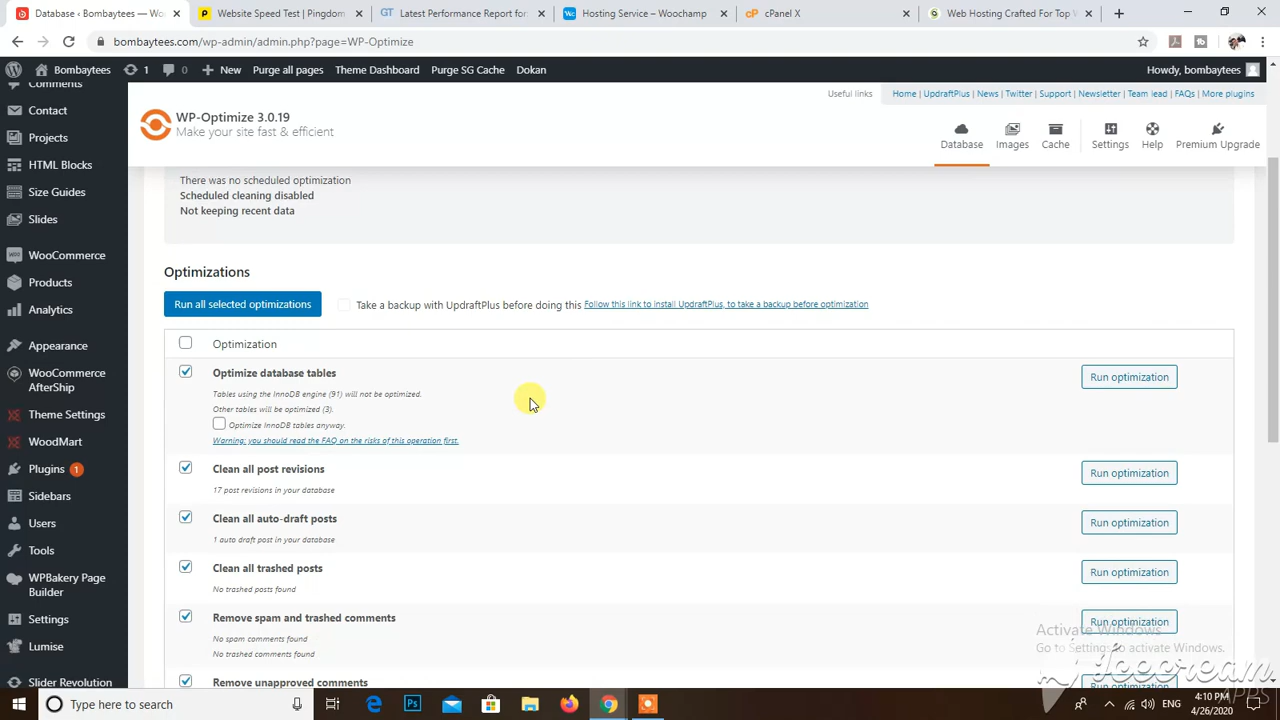 Bombaytees — Wo
Website Speed Test | Pingdom
Latest Performance Report for:
Hosting Service – Woochamp
cPanel X
Web Hosting Crafted For Top W
bombaytees.com/wp-admin/admin.php?page=WP-Optimize
Bombaytees
1
0
New
Purge all pages
Theme Dashboard
Purge SG Cache
Dokan
Howdy, bombaytees
Comments
Contact
Projects
HTML Blocks
Size Guides
Slides
WooCommerce
Products
Analytics
Appearance
WooCommerce
AfterShip
Theme Settings
WoodMart
Plugins 1
Sidebars
Users
Tools
WPBakery Page
Builder
Settings
Lumise
Slider Revolution
WP-Optimize 3.0.19
Make your site fast & efficient
Useful links
Home | UpdraftPlus | News | Twitter | Support | Newsletter | Team lead | FAQs | More plugins
Database
Images
Cache
Settings
Help
Premium Upgrade
There was no scheduled optimization
Scheduled cleaning disabled
Not keeping recent data
Optimizations
Run all selected optimizations
Take a backup with UpdraftPlus before doing this Follow this link to install UpdraftPlus, to take a backup before optimization
Optimization
Optimize database tables
Run optimization
Tables using the InnoDB engine (91) will not be optimized.
Other tables will be optimized (3).
Optimize InnoDB tables anyway.
Warning: you should read the FAQ on the risks of this operation first.
Clean all post revisions
Run optimization
17 post revisions in your database
Clean all auto-draft posts
Run optimization
1 auto draft post in your database
Clean all trashed posts
Run optimization
No trashed posts found
Remove spam and trashed comments
Run optimization
No spam comments found
No trashed comments found
Remove unapproved comments
Run optimization
Activate Windows
Go to Settings to activate Windows.
Icecream
APPS
Type here to search
ENG
4:10 PM
4/26/2020